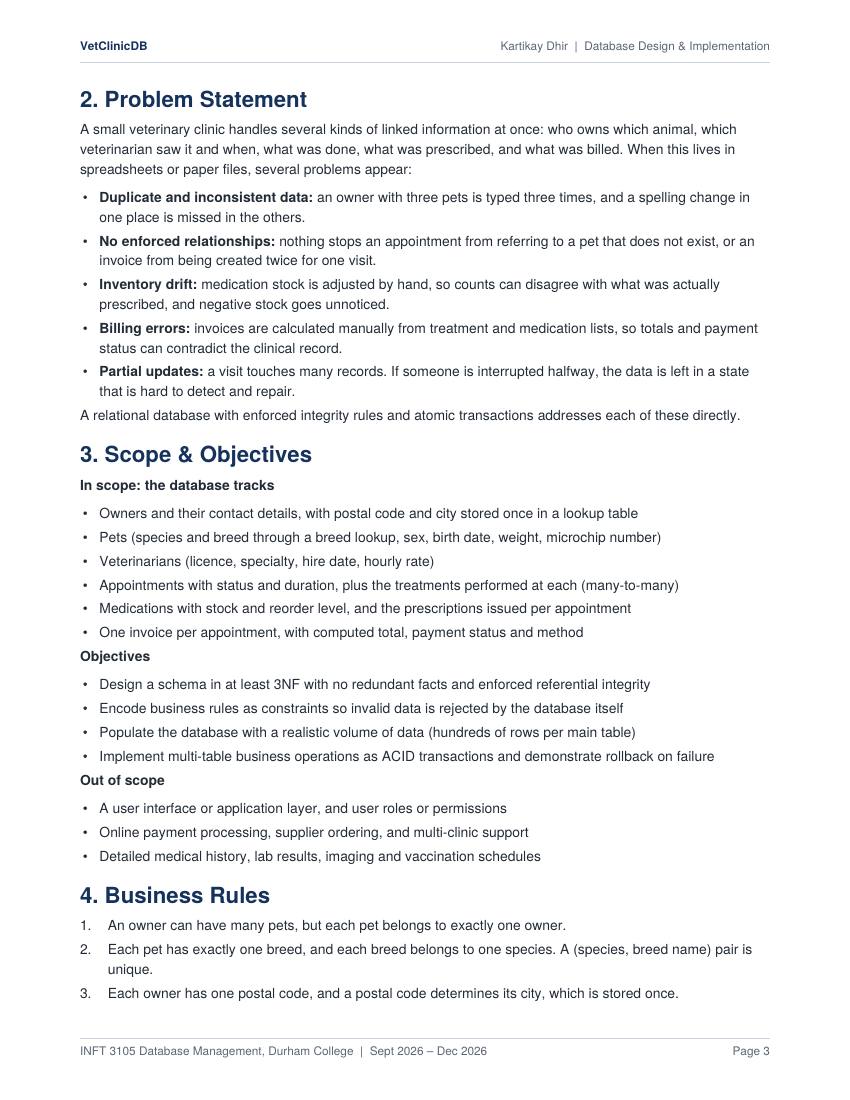 VetClinicDB
Kartikay Dhir | Database Design & Implementation
2. Problem Statement
A small veterinary clinic handles several kinds of linked information at once: who owns which animal, which
veterinarian saw it and when, what was done, what was prescribed, and what was billed. When this lives in
spreadsheets or paper files, several problems appear:
• Duplicate and inconsistent data: an owner with three pets is typed three times, and a spelling change in
one place is missed in the others.
• No enforced relationships: nothing stops an appointment from referring to a pet that does not exist, or an
invoice from being created twice for one visit.
• Inventory drift: medication stock is adjusted by hand, so counts can disagree with what was actually
prescribed, and negative stock goes unnoticed.
• Billing errors: invoices are calculated manually from treatment and medication lists, so totals and payment
status can contradict the clinical record.
• Partial updates: a visit touches many records. If someone is interrupted halfway, the data is left in a state
that is hard to detect and repair.
A relational database with enforced integrity rules and atomic transactions addresses each of these directly.
3. Scope & Objectives
In scope: the database tracks
• Owners and their contact details, with postal code and city stored once in a lookup table
• Pets (species and breed through a breed lookup, sex, birth date, weight, microchip number)
• Veterinarians (licence, specialty, hire date, hourly rate)
• Appointments with status and duration, plus the treatments performed at each (many-to-many)
• Medications with stock and reorder level, and the prescriptions issued per appointment
• One invoice per appointment, with computed total, payment status and method
Objectives
• Design a schema in at least 3NF with no redundant facts and enforced referential integrity
• Encode business rules as constraints so invalid data is rejected by the database itself
• Populate the database with a realistic volume of data (hundreds of rows per main table)
• Implement multi-table business operations as ACID transactions and demonstrate rollback on failure
Out of scope
• A user interface or application layer, and user roles or permissions
• Online payment processing, supplier ordering, and multi-clinic support
• Detailed medical history, lab results, imaging and vaccination schedules
4. Business Rules
1. An owner can have many pets, but each pet belongs to exactly one owner.
2. Each pet has exactly one breed, and each breed belongs to one species. A (species, breed name) pair is
unique.
3. Each owner has one postal code, and a postal code determines its city, which is stored once.
INFT 3105 Database Management, Durham College | Sept 2026 – Dec 2026
Page 3